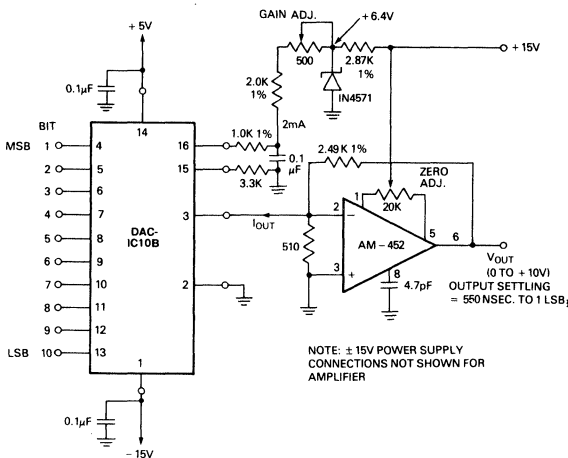 GAIN ADJ.
+ 6.4V
+ 5V
500
2.87K
1%
+ 15V
0.1µF
2.0K
1%
IN4571
2mA
14
BIT
MSB
1
4
16
1.0K 1%
0.1
µF
2.49K 1%
2
5
15
3.3K
ZERO
ADJ.
3
6
1
20K
4
7
DAC-
IC10B
3
IOUT
2
5
5
8
510
AM – 452
6
6
9
3
VOUT
(0 TO + 10V)
7
10
2
8
OUTPUT SETTLING
= 550 NSEC. TO 1 LSB
8
11
4.7pF
9
12
LSB
10
13
1
NOTE: ± 15V POWER SUPPLY
CONNECTIONS NOT SHOWN FOR
AMPLIFIER
0.1µF
– 15V